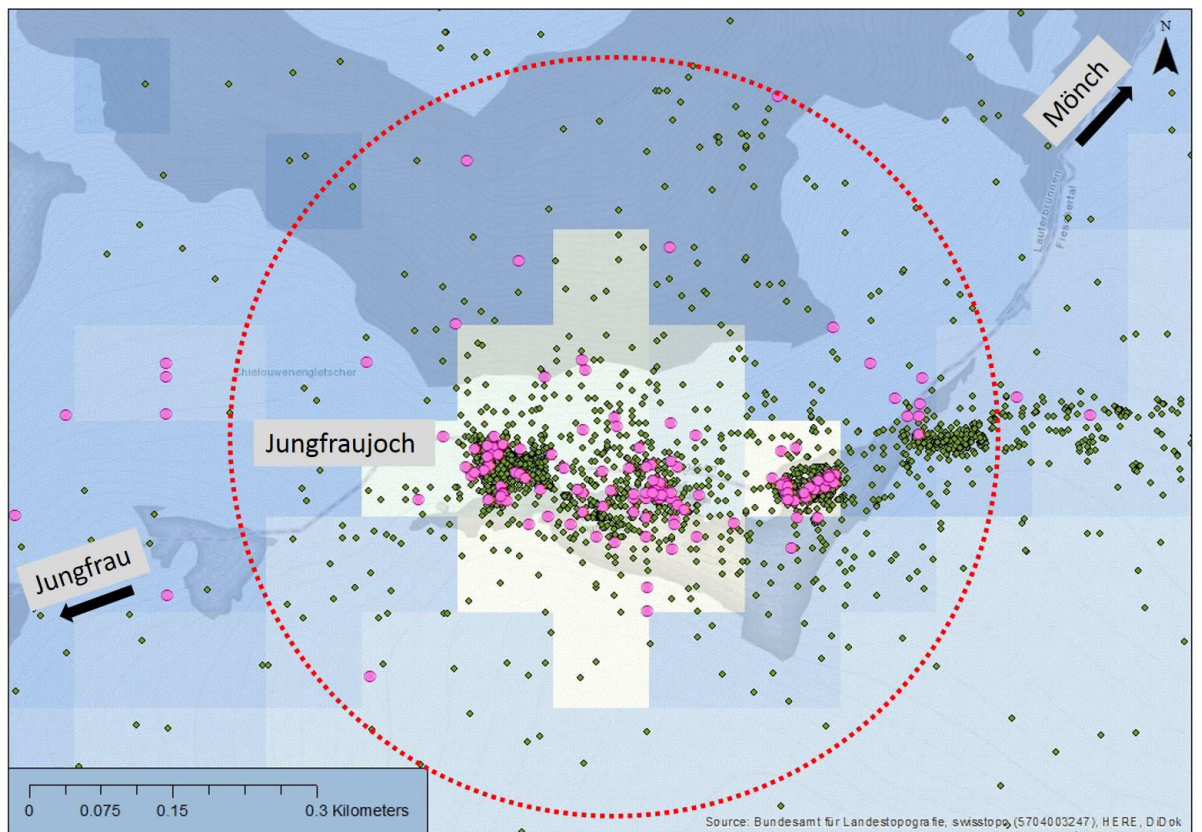 N
Mönch
Lauterbrunnen
Fieschertal
Chielouwenengletscher
Jungfraujoch
Jungfrau
0 0.075 0.15 0.3 Kilometers
Source: Bundesamt für Landestopografie, swisstopo (5704003247), HERE, DiDok